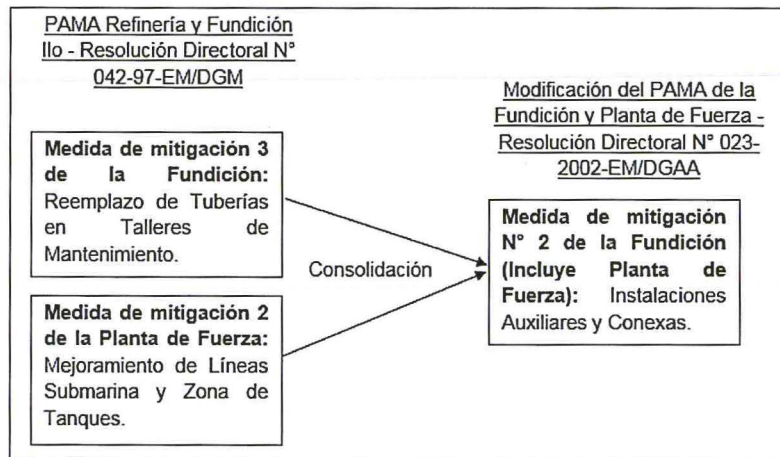 PAMA Refinería y Fundición
Ilo - Resolución Directoral N°
042-97-EM/DGM
Medida de mitigación 3
de la Fundición:
Reemplazo de Tuberías
en Talleres de
Mantenimiento.
Medida de mitigación 2
de la Planta de Fuerza:
Mejoramiento de Líneas
Submarina y Zona de
Tanques.
Consolidación
Modificación del PAMA de la
Fundición y Planta de Fuerza -
Resolución Directoral N° 023-
2002-EM/DGAA
Medida de mitigación
N° 2 de la Fundición
(Incluye Planta de
Fuerza): Instalaciones
Auxiliares y Conexas.